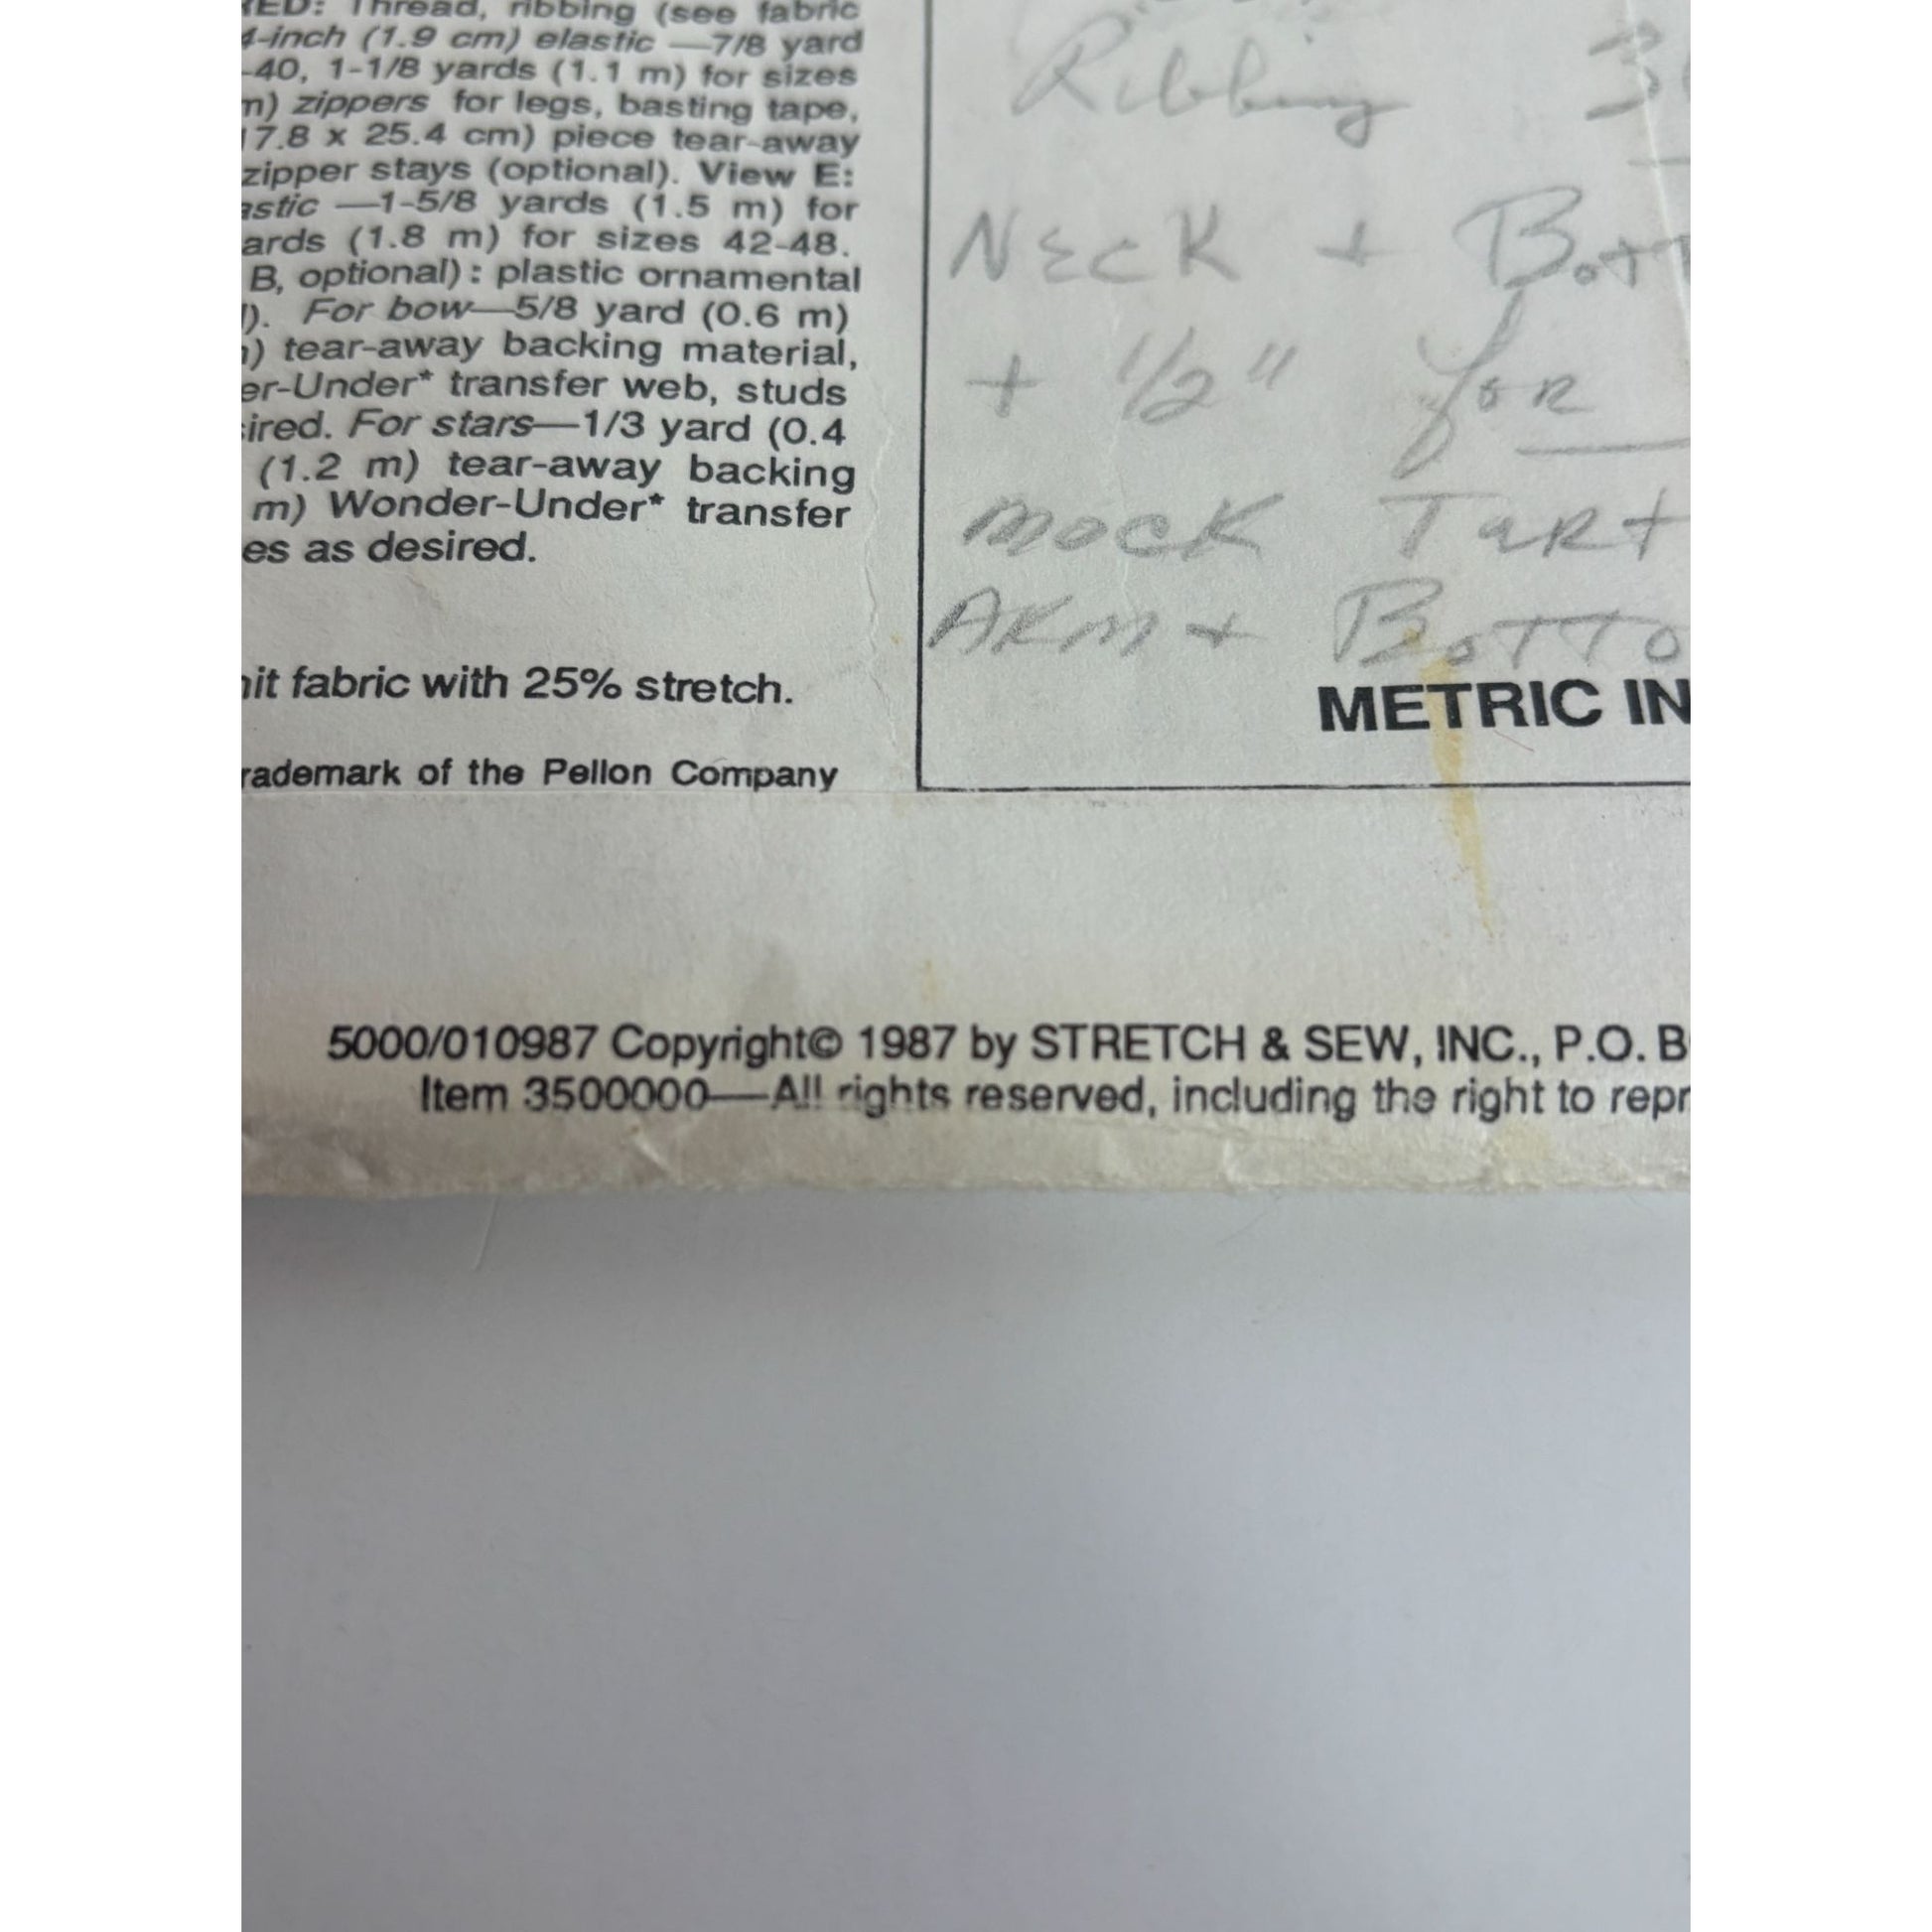 RED: Thread, ribbing (see fabric
4-inch (1.9 cm) elastic —7/8 yard
-40, 1-1/8 yards (1.1 m) for sizes
m) zippers for legs, basting tape,
17.8 x 25.4 cm) piece tear-away
zipper stays (optional). View E:
astic —1-5/8 yards (1.5 m) for
ards (1.8 m) for sizes 42-48.
B, optional): plastic ornamental
). For bow—5/8 yard (0.6 m)
) tear-away backing material,
er-Under* transfer web, studs
ired. For stars—1/3 yard (0.4
(1.2 m) tear-away backing
m) Wonder-Under* transfer
es as desired.
nit fabric with 25% stretch.
rademark of the Pellon Company
Ribbing 3
NECK + Bott
+ 1/2" for
mock Turt
ARM + BOTTO
METRIC IN
5000/010987 Copyright© 1987 by STRETCH & SEW, INC., P.O. B
Item 3500000—All rights reserved, including the right to repr